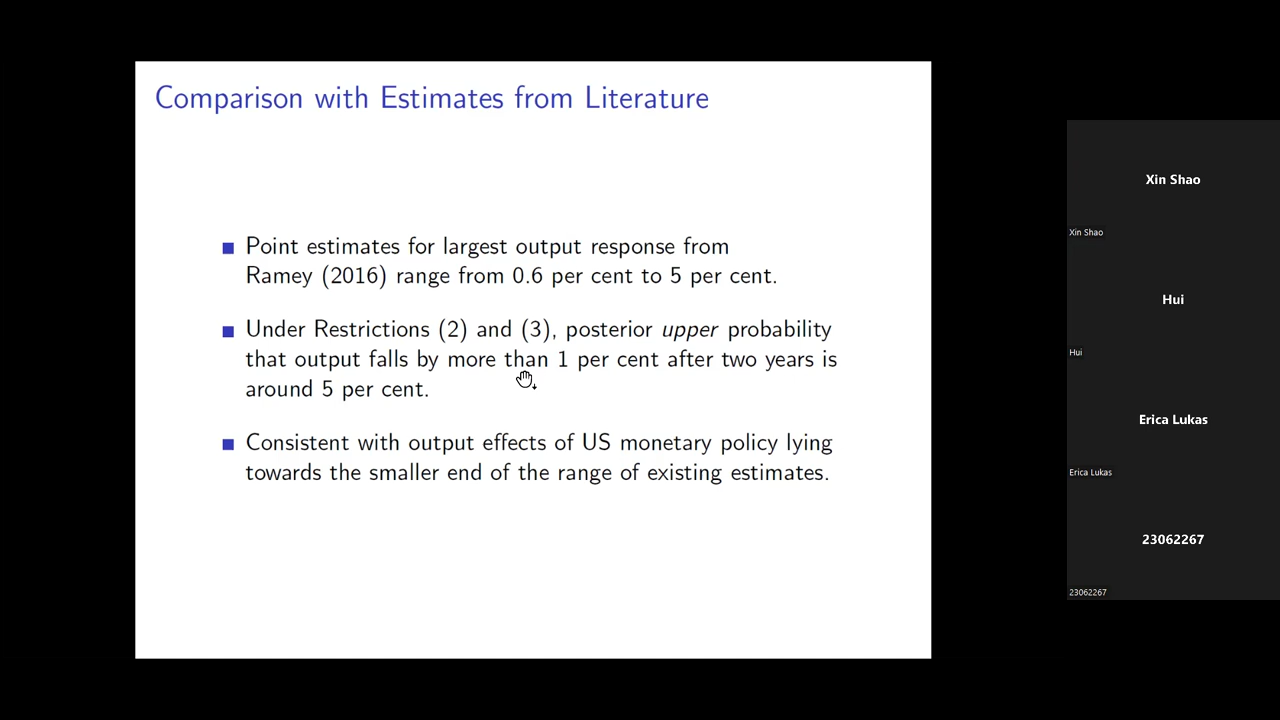 Comparison with Estimates from Literature
Point estimates for largest output response from
Ramey (2016) range from 0.6 per cent to 5 per cent.
Under Restrictions (2) and (3), posterior upper probability
that output falls by more than 1 per cent after two years is
around 5 per cent.
Consistent with output effects of US monetary policy lying
towards the smaller end of the range of existing estimates.
Xin Shao
Xin Shao
Hui
Hui
Erica Lukas
Erica Lukas
23062267
23062267